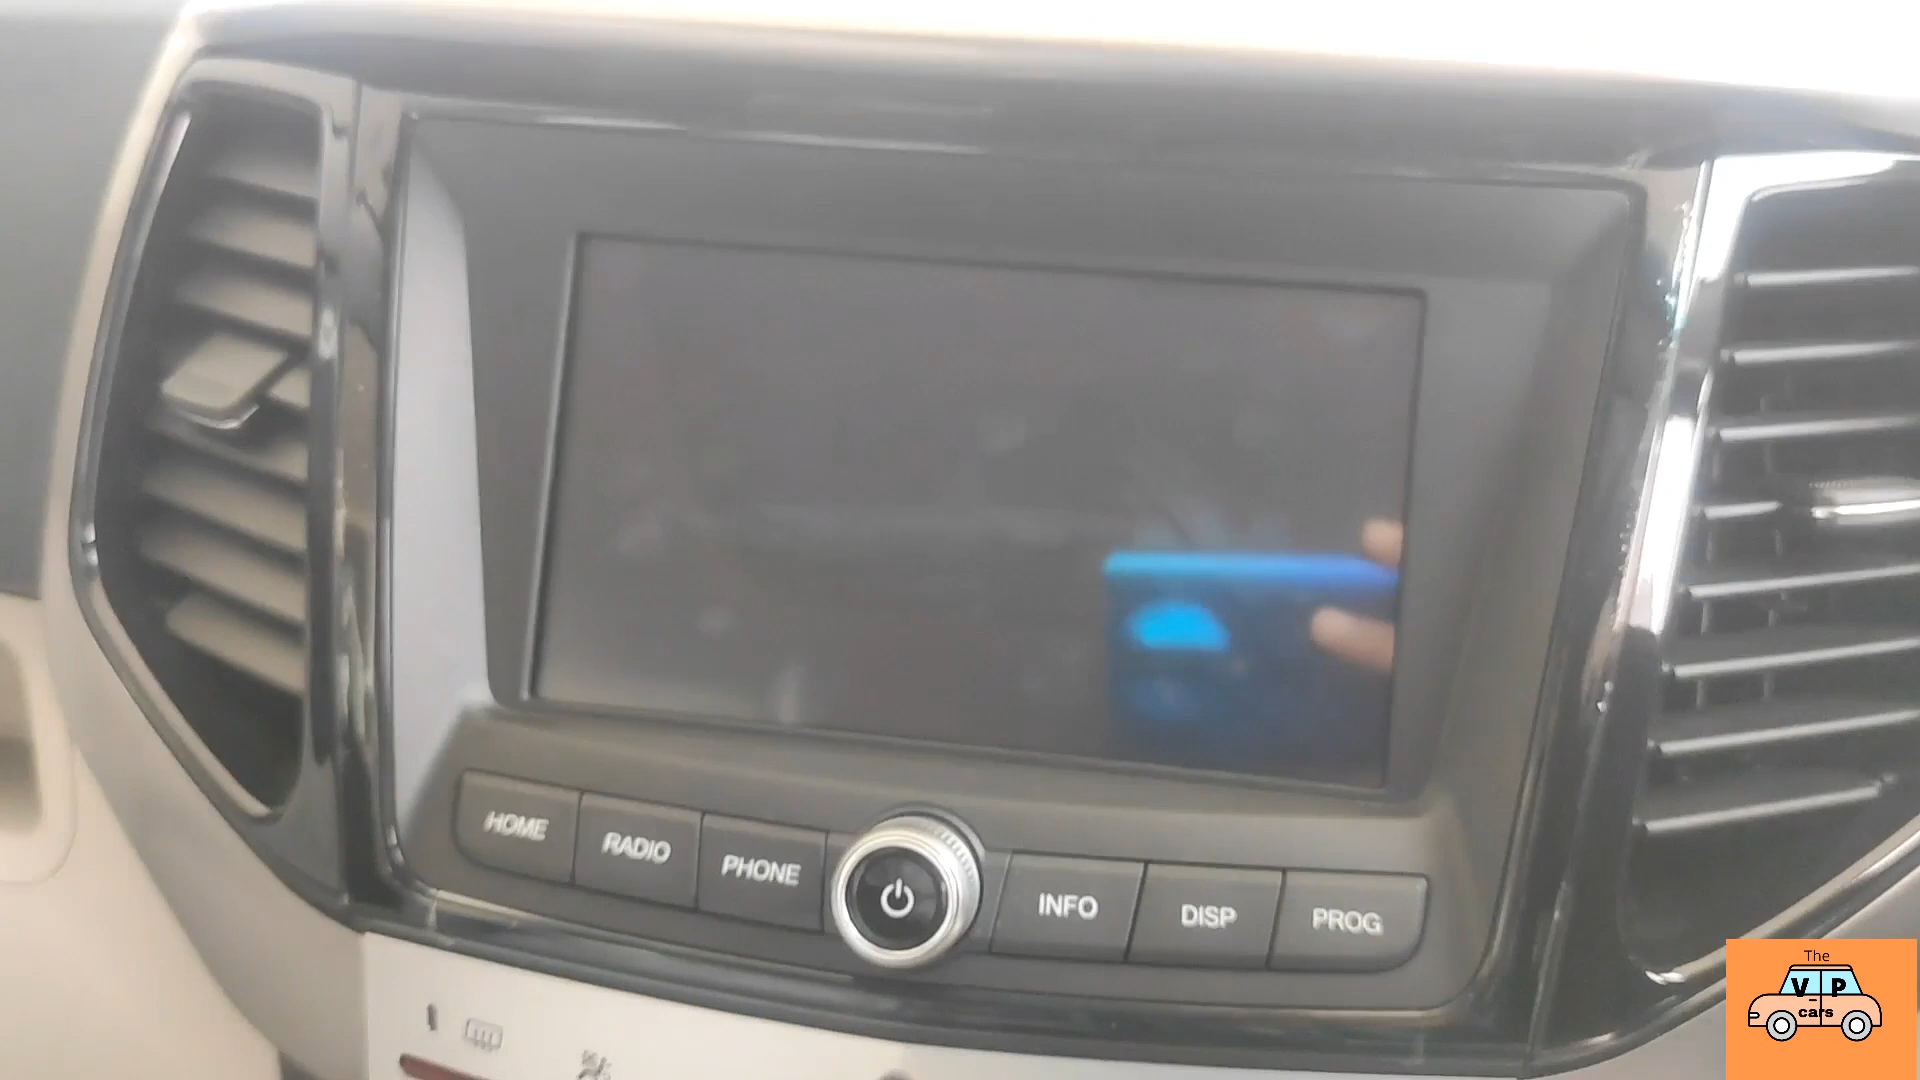 HOME
RADIO
PHONE
INFO
DISP
PROG
The
V P
-
cars